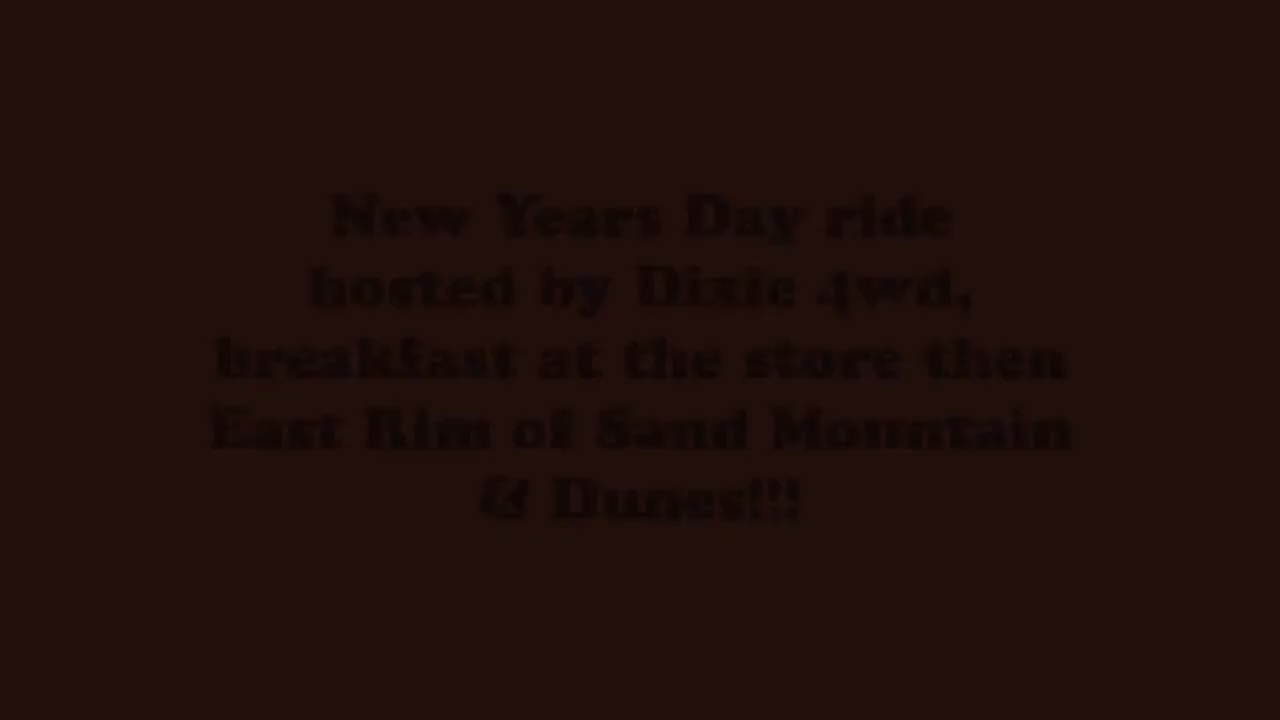 New Years Day ride
hosted by Dixie 4wd,
breakfast at the store then
East Rim of Sand Mountain
& Dunes!!!